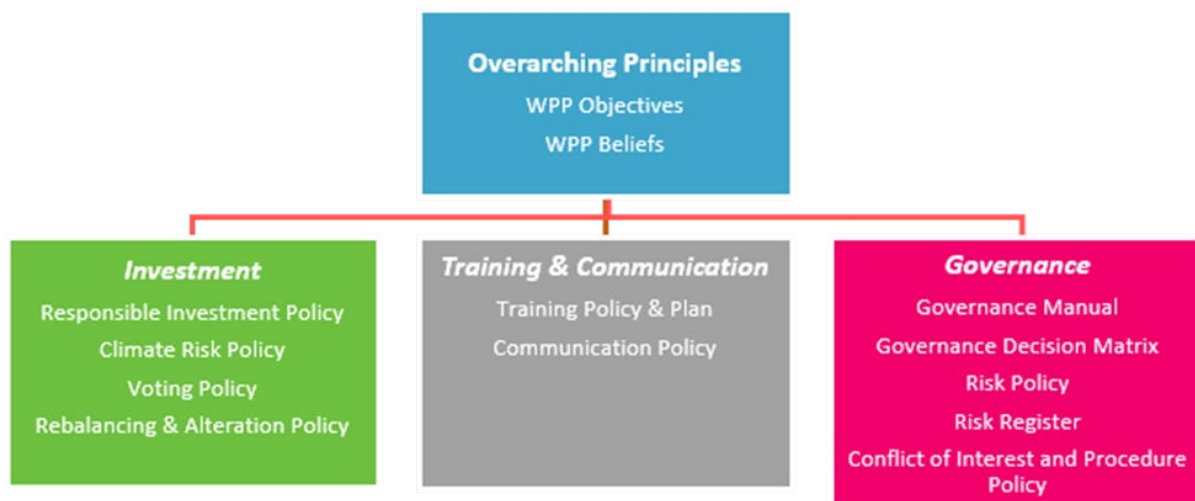 Overarching Principles
WPP Objectives
WPP Beliefs
Investment
Responsible Investment Policy
Climate Risk Policy
Voting Policy
Rebalancing & Alteration Policy
Training & Communication
Training Policy & Plan
Communication Policy
Governance
Governance Manual
Governance Decision Matrix
Risk Policy
Risk Register
Conflict of Interest and Procedure
Policy